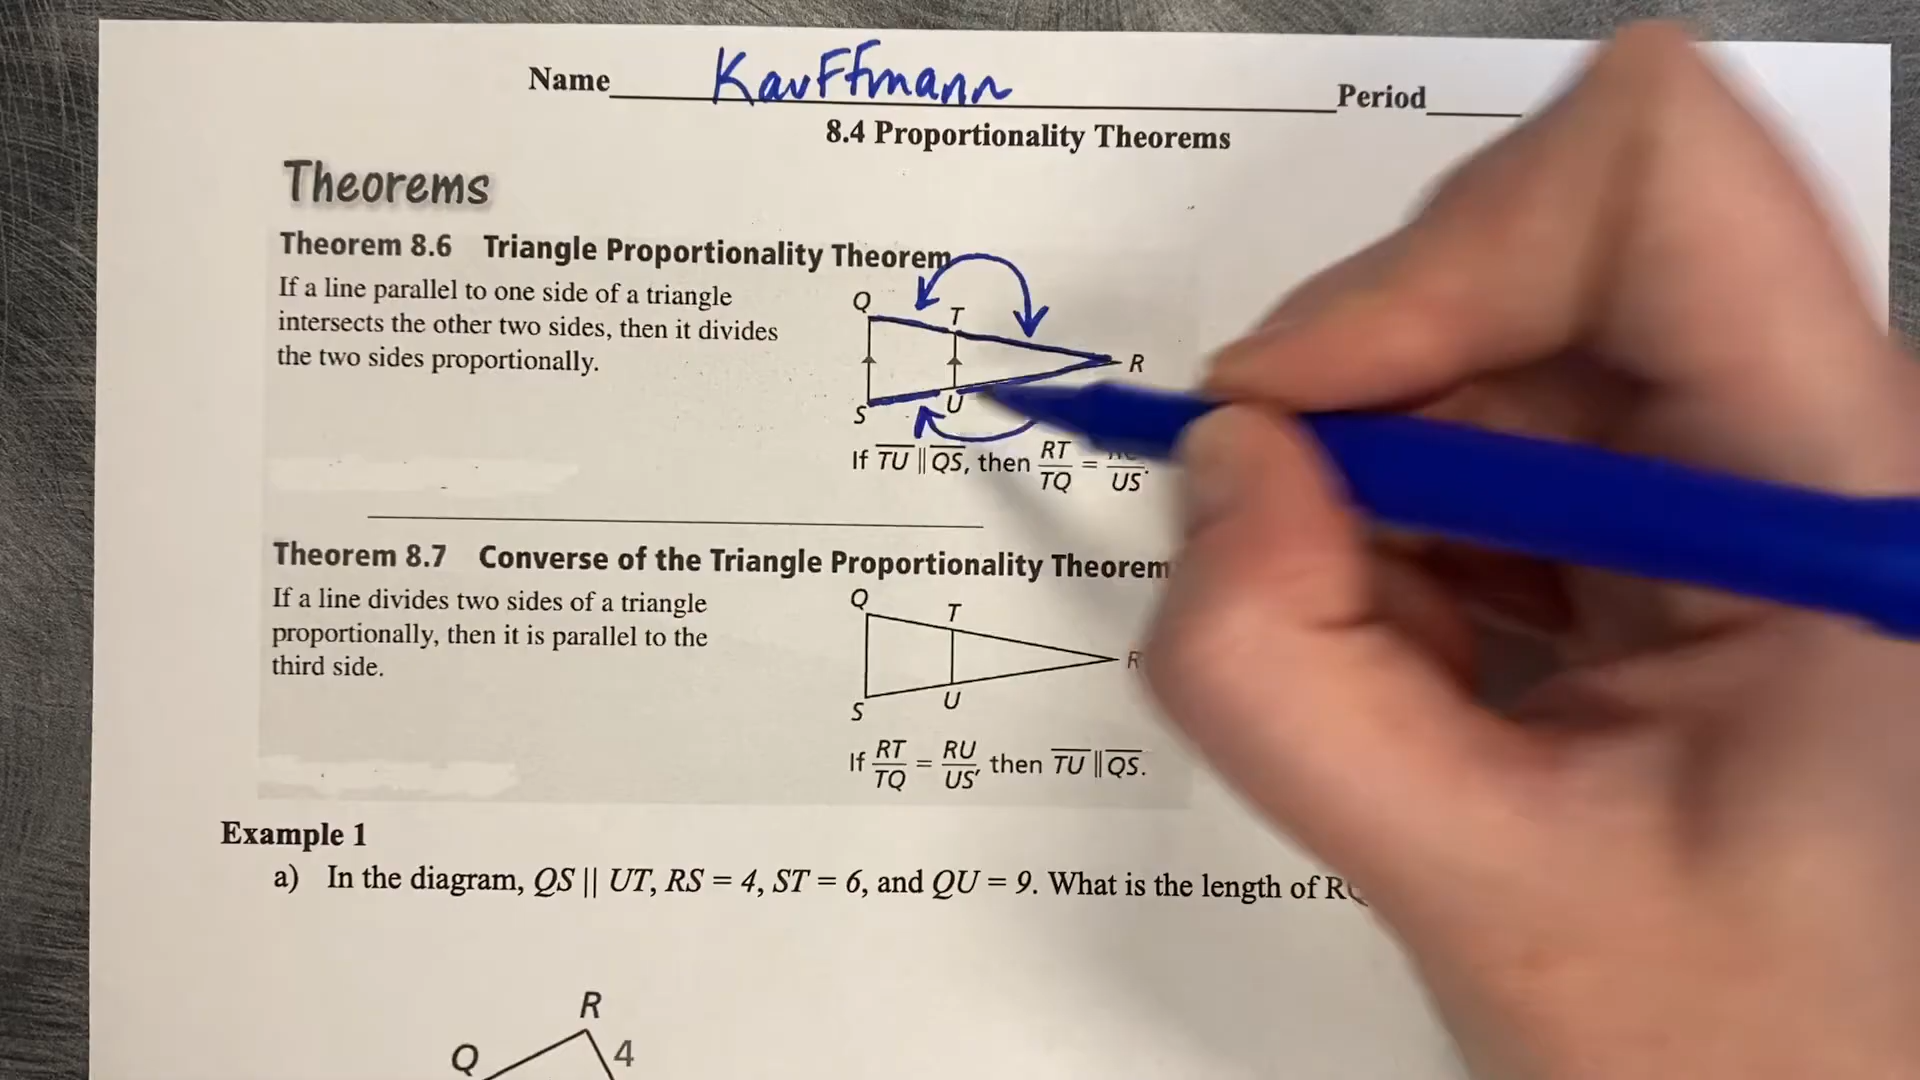 Name Kauffmann Period
8.4 Proportionality Theorems
Theorems
Theorem 8.6 Triangle Proportionality Theorem
If a line parallel to one side of a triangle
intersects the other two sides, then it divides
the two sides proportionally.
Q
T
R
S
U
If TU || QS, then RT/TQ = /US.
Theorem 8.7 Converse of the Triangle Proportionality Theorem
If a line divides two sides of a triangle
proportionally, then it is parallel to the
third side.
Q
T
R
S
U
If RT/TQ = RU/US, then TU || QS.
Example 1
a) In the diagram, QS || UT, RS = 4, ST = 6, and QU = 9. What is the length of
R
Q
4